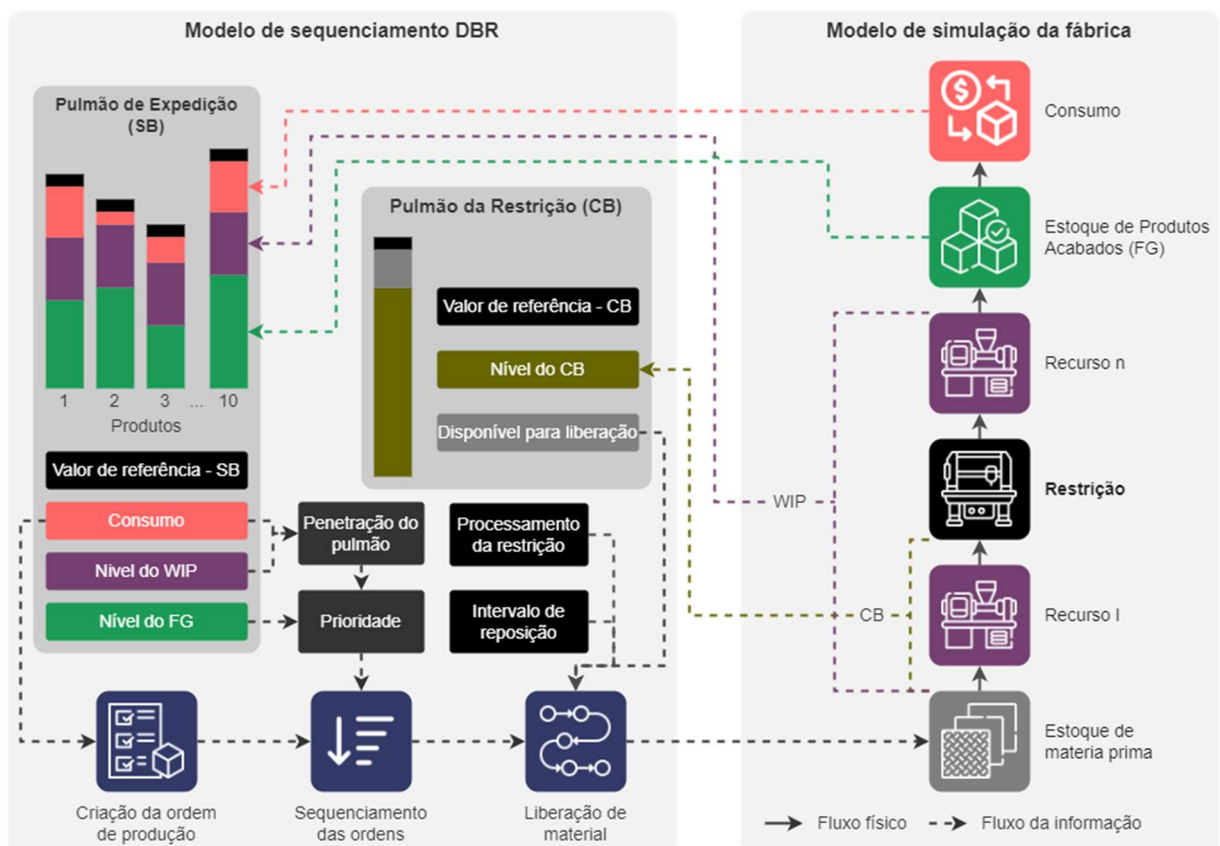 Modelo de sequenciamento DBR
Pulmão de Expedição
(SB)
1 2 3 ... 10
Produtos
Valor de referência - SB
Consumo
Nivel do WIP
Nível do FG
Pulmão da Restrição (CB)
Valor de referência - CB
Nível do CB
Disponível para liberação
Penetração do
pulmão
Prioridade
Processamento
da restrição
Intervalo de
reposição
Criação da ordem
de produção
Sequenciamento
das ordens
Liberação de
material
Modelo de simulação da fábrica
Consumo
Estoque de Produtos
Acabados (FG)
Recurso n
Restrição
Recurso I
Estoque de
materia prima
WIP
CB
Fluxo físico
Fluxo da informação